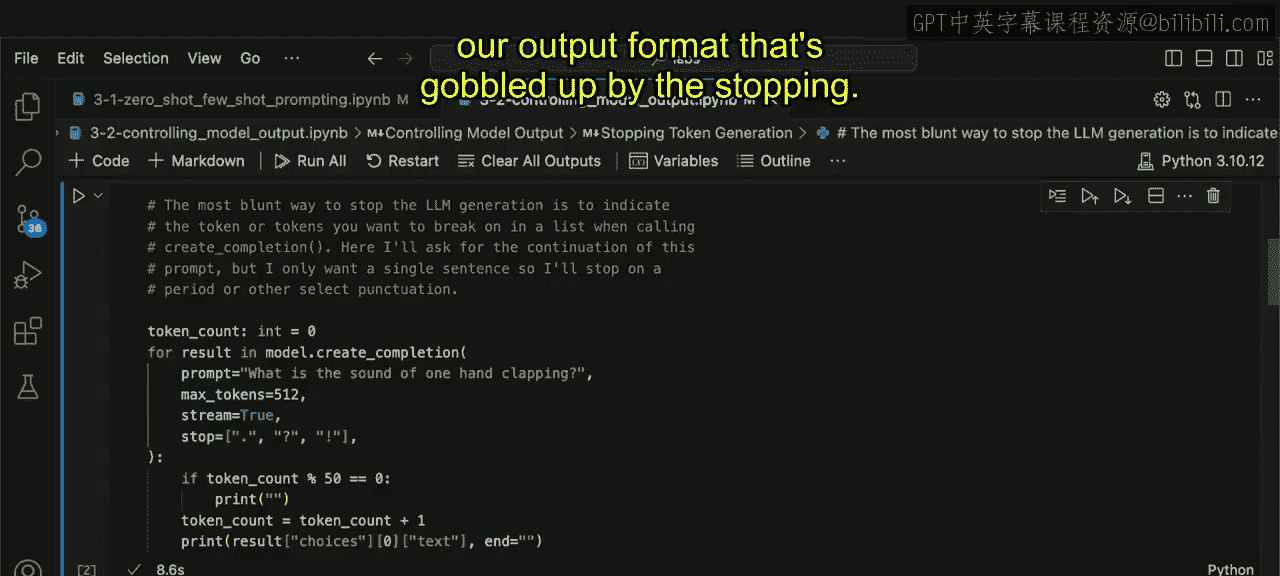 GPT中英字幕课程资源@bilibili.com
our output format that's
gobbled up by the stopping.
File Edit Selection View Go ···
3-1-zero_shot_few_shot_prompting.ipynb M
3-2-controlling_model_output.ipynb M
3-2-controlling_model_output.ipynb > M↓Controlling Model Output > M↓Stopping Token Generation > # The most blunt way to stop the LLM generation is to indicate
+ Code + Markdown | Run All Restart Clear All Outputs | Variables Outline ··· Python 3.10.12
# The most blunt way to stop the LLM generation is to indicate
# the token or tokens you want to break on in a list when calling
# create_completion(). Here I'll ask for the continuation of this
# prompt, but I only want a single sentence so I'll stop on a
# period or other select punctuation.
token_count: int = 0
for result in model.create_completion(
prompt="What is the sound of one hand clapping?",
max_tokens=512,
stream=True,
stop=[".", "?", "!"],
):
if token_count % 50 == 0:
print("")
token_count = token_count + 1
print(result["choices"][0]["text"], end="")
36
[2] ✓ 8.6s Python